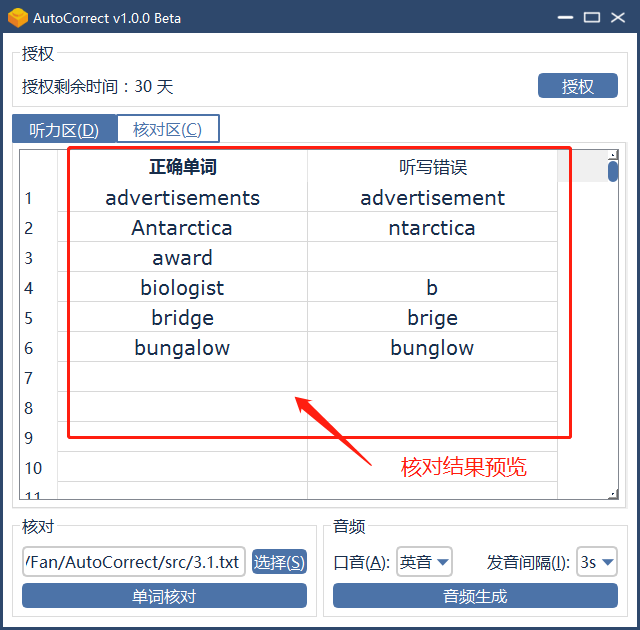 AutoCorrect v1.0.0 Beta
授权
授权剩余时间：30 天
授权
听力区(D) 核对区(C)
正确单词 听写错误
1 advertisements advertisement
2 Antarctica ntarctica
3 award
4 biologist b
5 bridge brige
6 bungalow bunglow
7
8
9
10
11
核对结果预览
核对
/Fan/AutoCorrect/src/3.1.txt 选择(S)
单词核对
音频
口音(A): 英音 发音间隔(I): 3s
音频生成